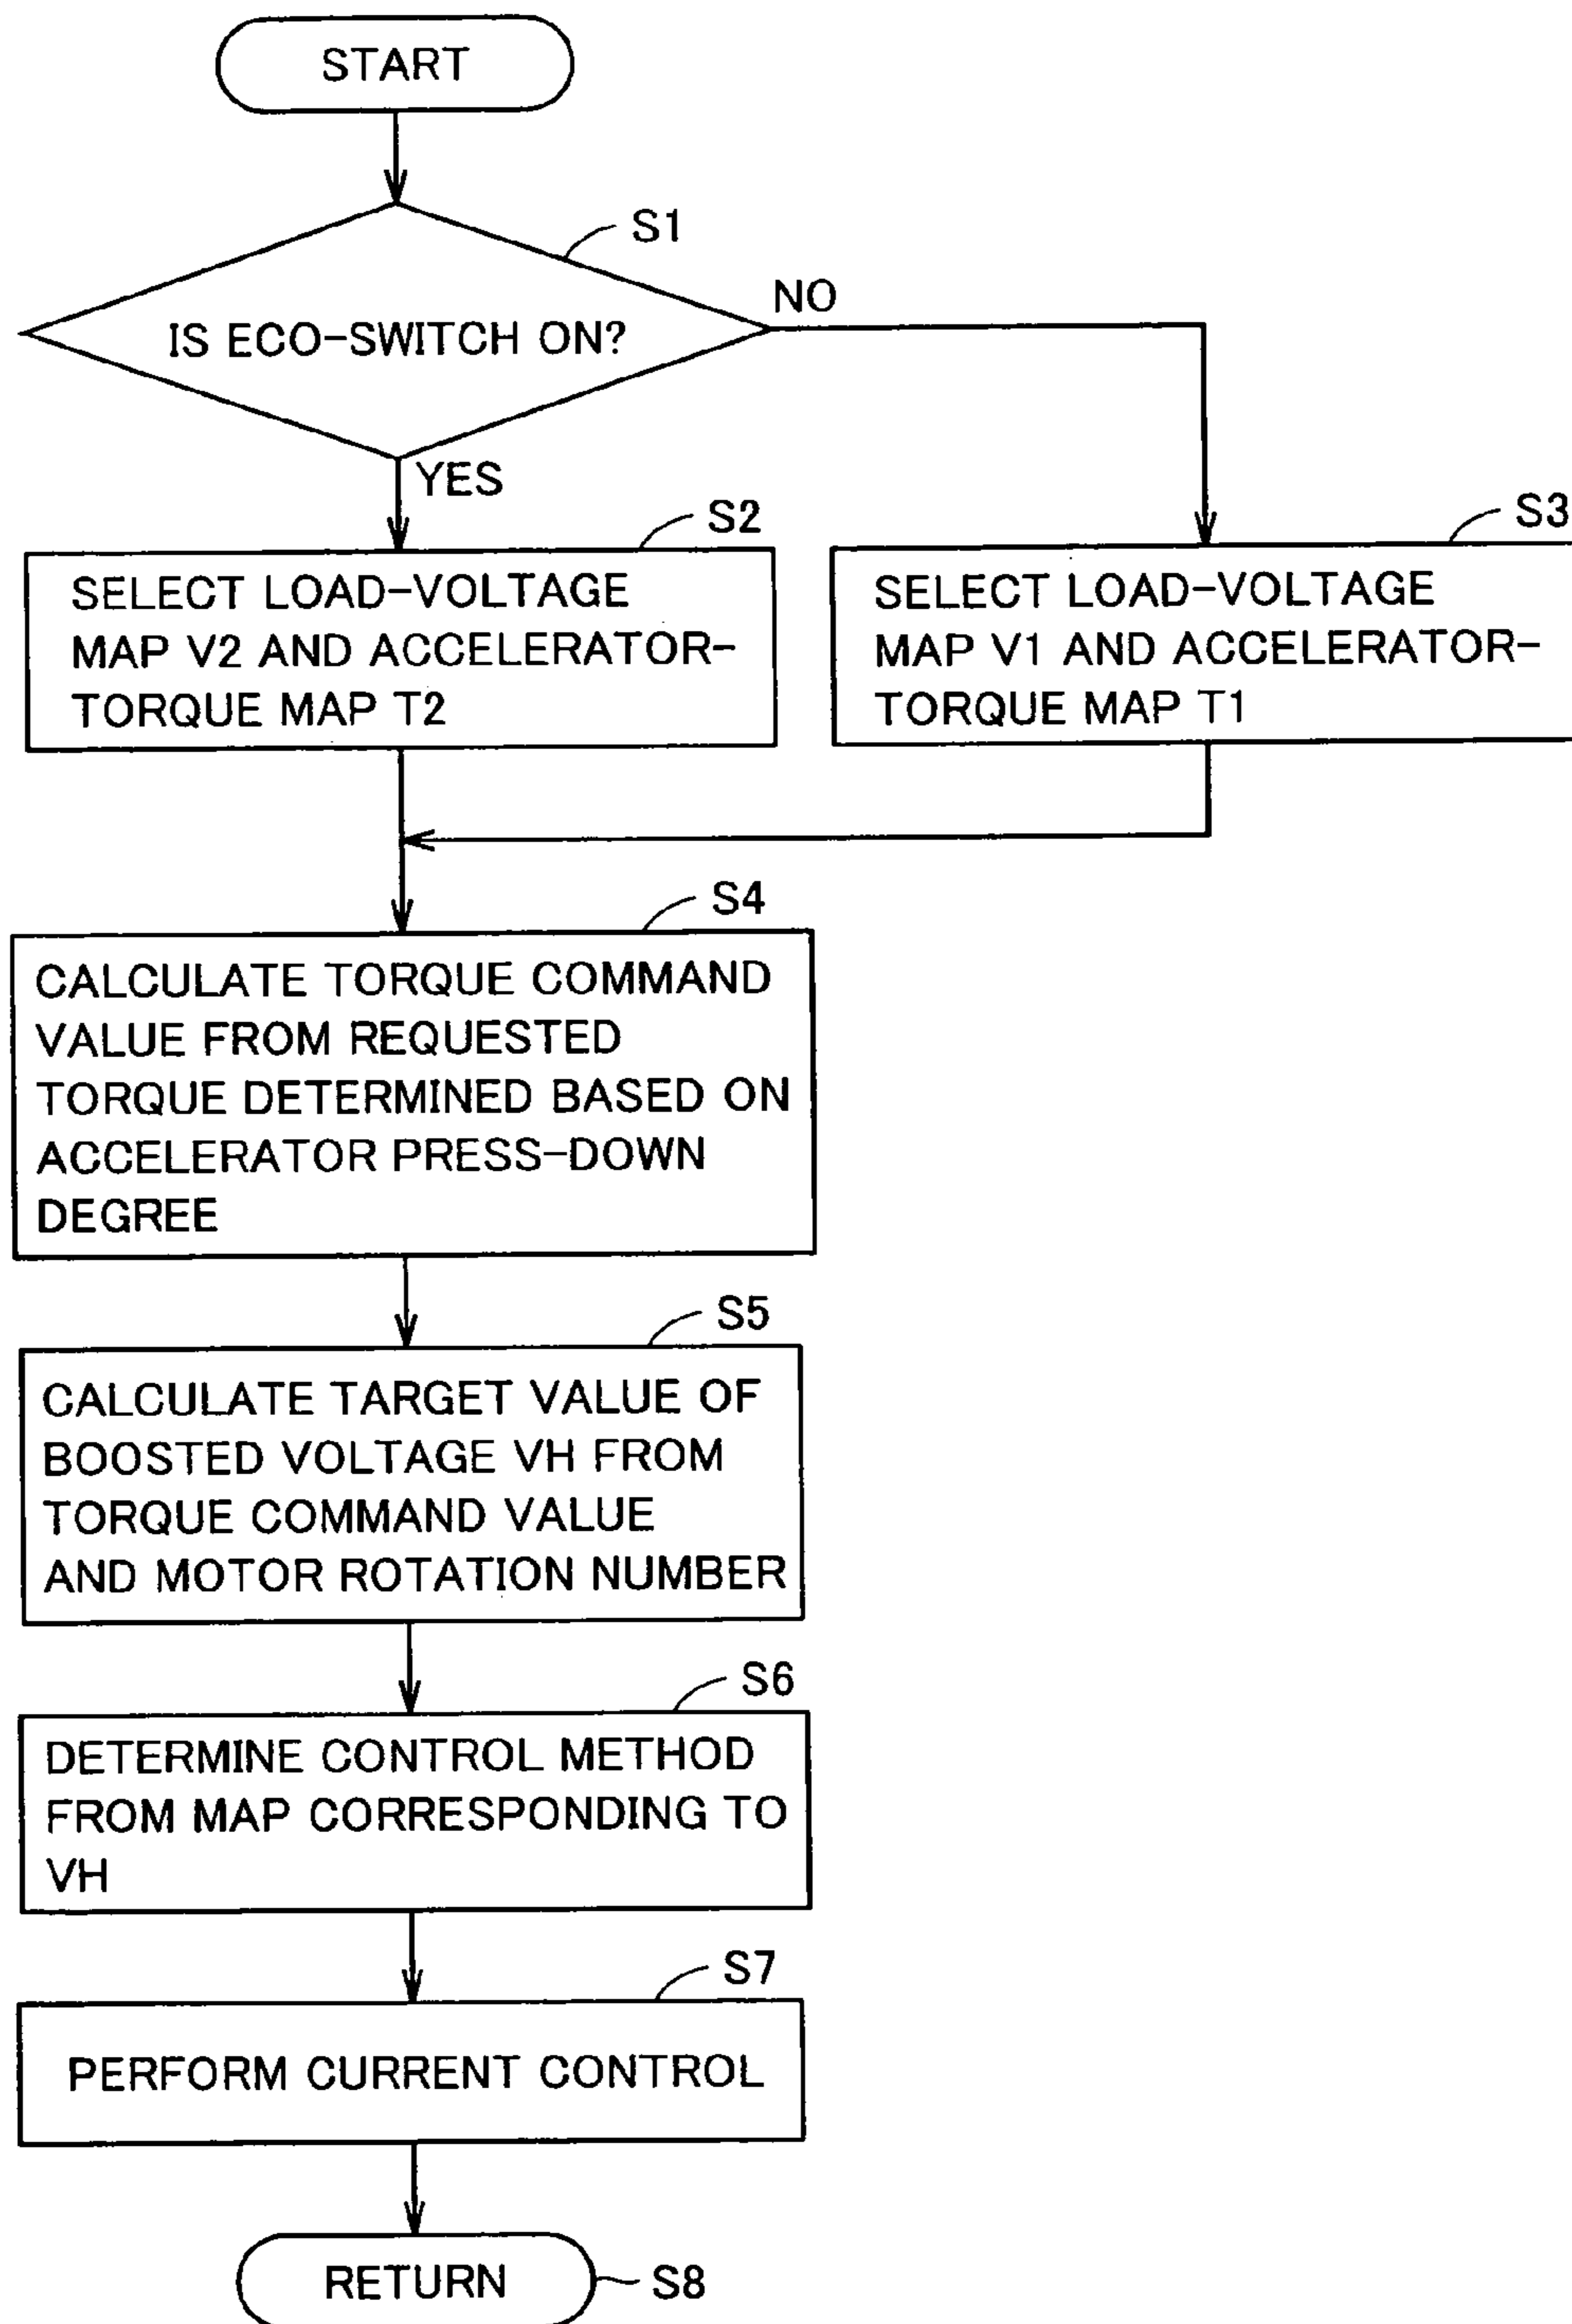 START
S1
IS ECO-SWITCH ON?
NO
YES
S2
SELECT LOAD-VOLTAGE
MAP V2 AND ACCELERATOR-
TORQUE MAP T2
S3
SELECT LOAD-VOLTAGE
MAP V1 AND ACCELERATOR-
TORQUE MAP T1
S4
CALCULATE TORQUE COMMAND
VALUE FROM REQUESTED
TORQUE DETERMINED BASED ON
ACCELERATOR PRESS-DOWN
DEGREE
S5
CALCULATE TARGET VALUE OF
BOOSTED VOLTAGE VH FROM
TORQUE COMMAND VALUE
AND MOTOR ROTATION NUMBER
S6
DETERMINE CONTROL METHOD
FROM MAP CORRESPONDING TO
VH
S7
PERFORM CURRENT CONTROL
RETURN
S8